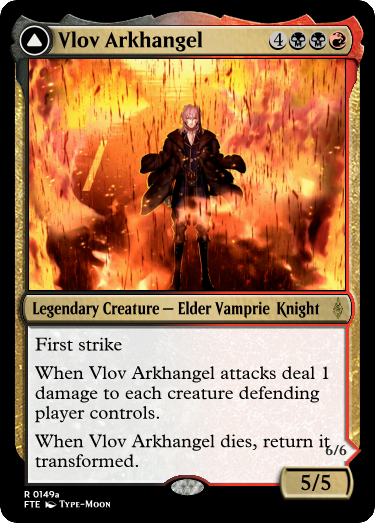 Vlov Arkhangel 4
Legendary Creature — Elder Vamprie Knight
First strike
When Vlov Arkhangel attacks deal 1
damage to each creature defending
player controls.
When Vlov Arkhangel dies, return it
transformed.
6/6
5/5
R 0149a
FTE Type-Moon